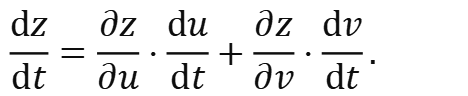 dz/dt = ∂z/∂u · du/dt + ∂z/∂v · dv/dt.